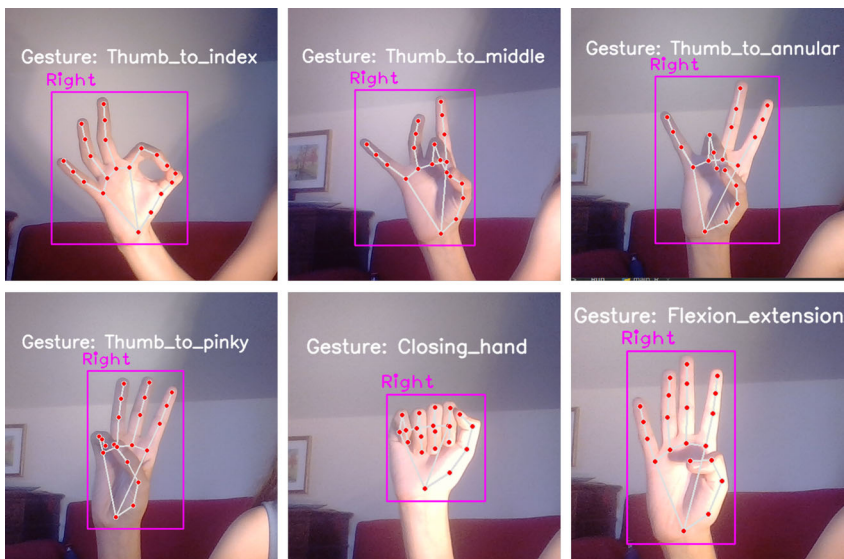 Gesture: Thumb_to_index
Right
Gesture: Thumb_to_middle
Right
Gesture: Thumb_to_annular
Right
Gesture: Thumb_to_pinky
Right
Gesture: Closing_hand
Right
Gesture: Flexion_extension
Right